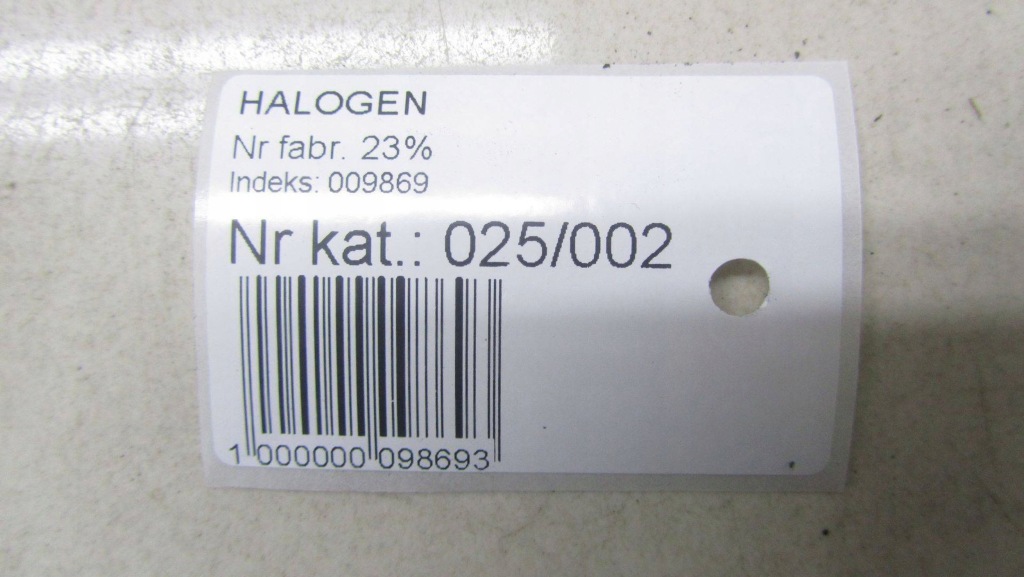 HALOGEN
Nr fabr. 23%
Indeks: 009869
Nr kat.: 025/002
1 000000 098693